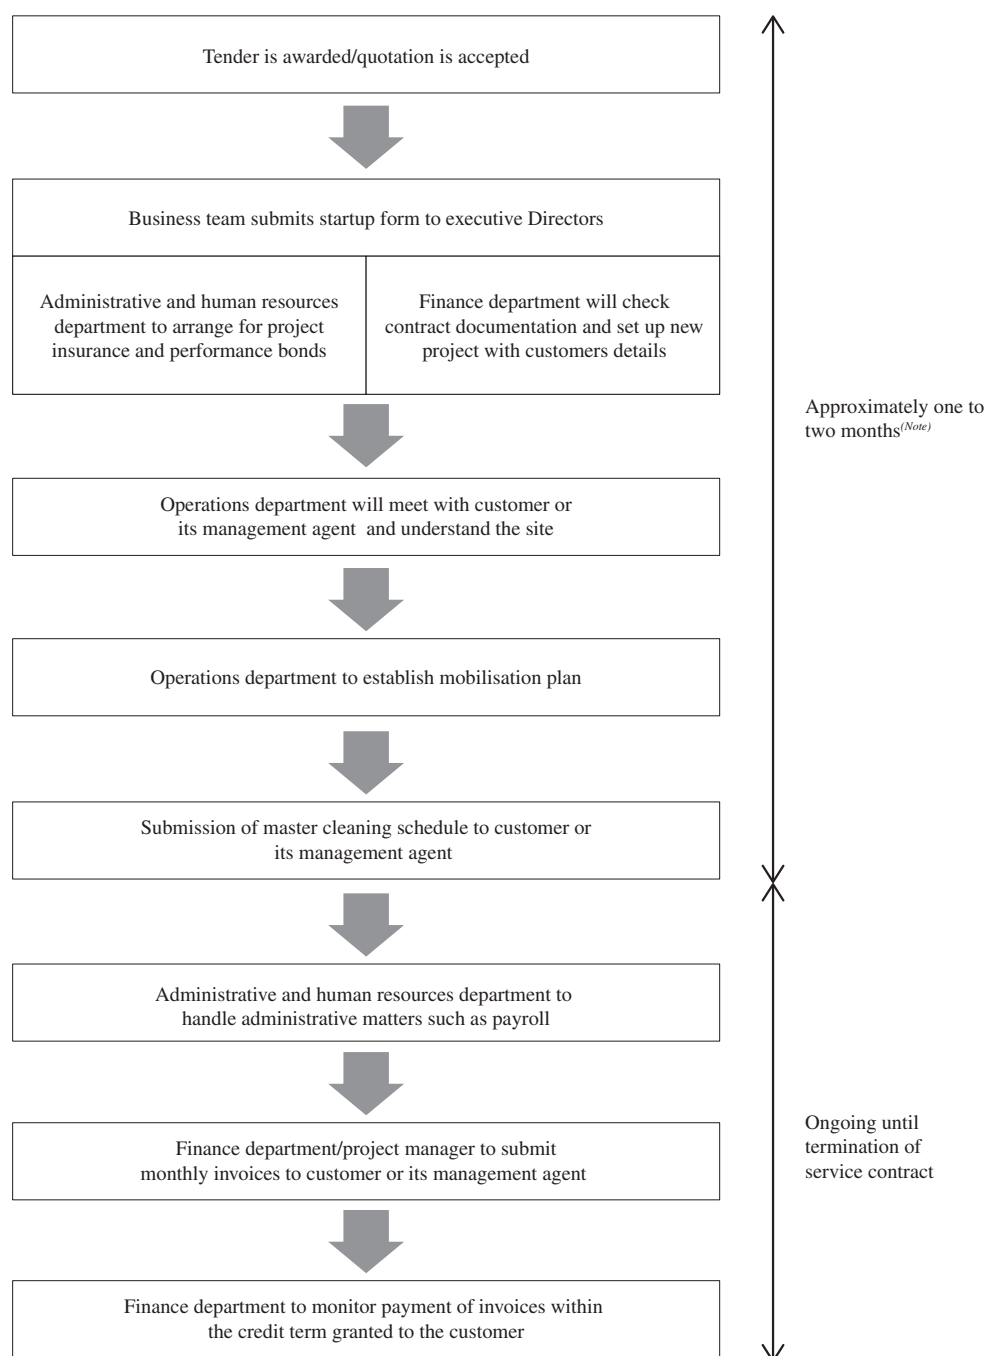 Tender is awarded/quotation is accepted
Business team submits startup form to executive Directors
Administrative and human resources
department to arrange for project
insurance and performance bonds
Finance department will check
contract documentation and set up new
project with customers details
Approximately one to
two months(Note)
Operations department will meet with customer or
its management agent and understand the site
Operations department to establish mobilisation plan
Submission of master cleaning schedule to customer or
its management agent
Administrative and human resources department to
handle administrative matters such as payroll
Finance department/project manager to submit
monthly invoices to customer or its management agent
Ongoing until
termination of
service contract
Finance department to monitor payment of invoices within
the credit term granted to the customer